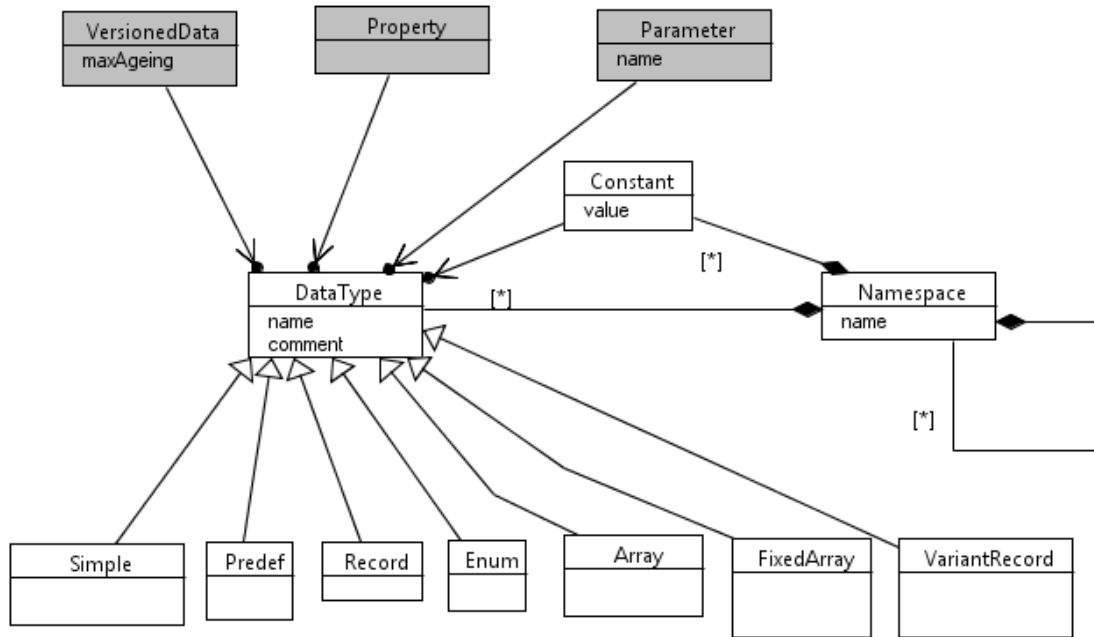 VersionedData
maxAgeing
Property
Parameter
name
Constant
value
[*]
[*]
DataType
name
comment
Namespace
name
[*]
Simple
Predef
Record
Enum
Array
FixedArray
VariantRecord